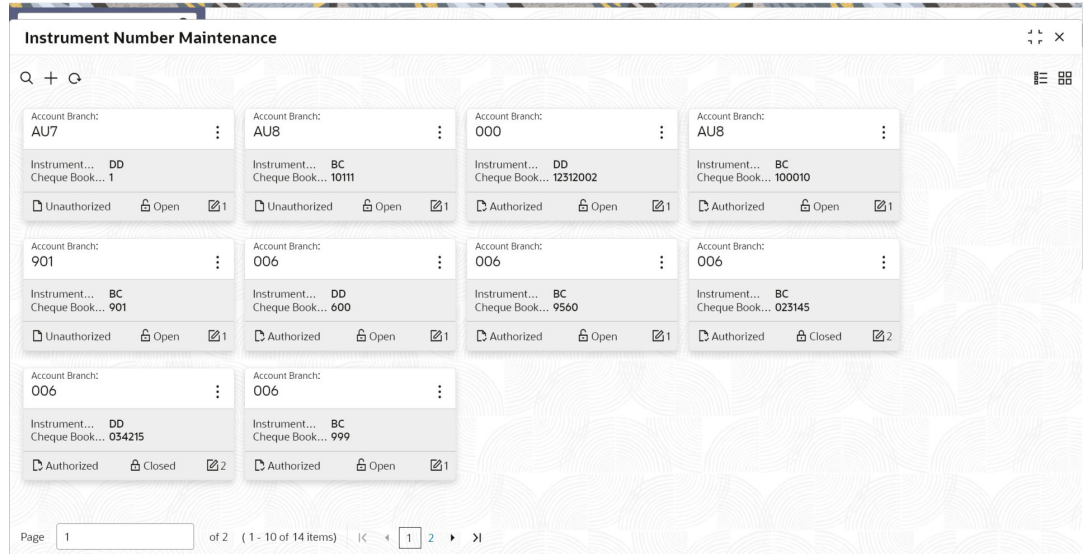 Instrument Number Maintenance
Account Branch:
AU7
Instrument... DD
Cheque Book... 1
Unauthorized Open 1
Account Branch:
AU8
Instrument... BC
Cheque Book... 10111
Unauthorized Open 1
Account Branch:
000
Instrument... DD
Cheque Book... 12312002
Authorized Open 1
Account Branch:
AU8
Instrument... BC
Cheque Book... 100010
Authorized Open 1
Account Branch:
901
Instrument... BC
Cheque Book... 901
Unauthorized Open 1
Account Branch:
006
Instrument... DD
Cheque Book... 600
Authorized Open 1
Account Branch:
006
Instrument... BC
Cheque Book... 9560
Authorized Open 1
Account Branch:
006
Instrument... BC
Cheque Book... 023145
Authorized Closed 2
Account Branch:
006
Instrument... DD
Cheque Book... 034215
Authorized Closed 2
Account Branch:
006
Instrument... BC
Cheque Book... 999
Authorized Open 1
Page 1 of 2 ( 1 - 10 of 14 items) 1 2